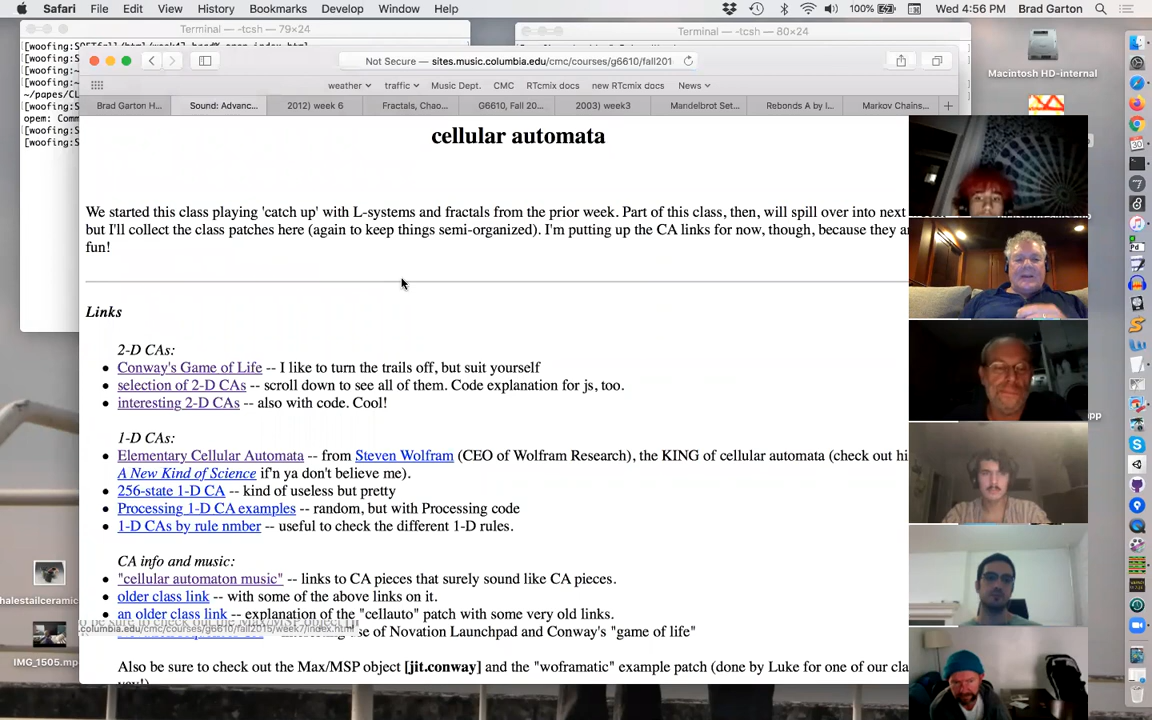 Safari File Edit View History Bookmarks Develop Window Help 100% Wed 4:56 PM Brad Garton
Terminal — -tcsh — 79×24
Terminal — -tcsh — 80×24
Not Secure — sites.music.columbia.edu/cmc/courses/g6610/fall201
Macintosh HD-internal
weather traffic Music Dept. CMC RTcmix docs new RTcmix docs News
Brad Garton H... Sound: Advanc... 2012) week 6 Fractals, Chao... G6610, Fall 20... 2003) week3 Mandelbrot Set... Rebonds A by I... Markov Chains...
cellular automata
We started this class playing 'catch up' with L-systems and fractals from the prior week. Part of this class, then, will spill over into next
but I'll collect the class patches here (again to keep things semi-organized). I'm putting up the CA links for now, though, because they
fun!
Links
2-D CAs:
Conway's Game of Life -- I like to turn the trails off, but suit yourself
selection of 2-D CAs -- scroll down to see all of them. Code explanation for js, too.
interesting 2-D CAs -- also with code. Cool!
1-D CAs:
Elementary Cellular Automata -- from Steven Wolfram (CEO of Wolfram Research), the KING of cellular automata (check out
A New Kind of Science if'n ya don't believe me).
256-state 1-D CA -- kind of useless but pretty
Processing 1-D CA examples -- random, but with Processing code
1-D CAs by rule nmber -- useful to check the different 1-D rules.
CA info and music:
"cellular automaton music" -- links to CA pieces that surely sound like CA pieces.
older class link -- with some of the above links on it.
an older class link -- explanation of the "cellauto" patch with some very old links.
columbia.edu/cmc/courses/g6610/fall2015/week7/index.html
se of Novation Launchpad and Conway's "game of life"
Also be sure to check out the Max/MSP object [jit.conway] and the "woframatic" example patch (done by Luke for one of our
halestailceramic
IMG_1505.mp